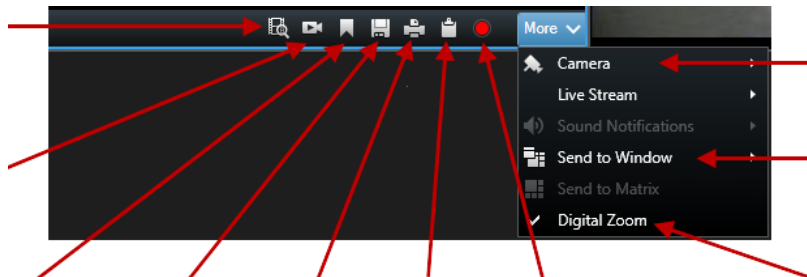 More
Camera
Live Stream
Sound Notifications
Send to Window
Send to Matrix
Digital Zoom